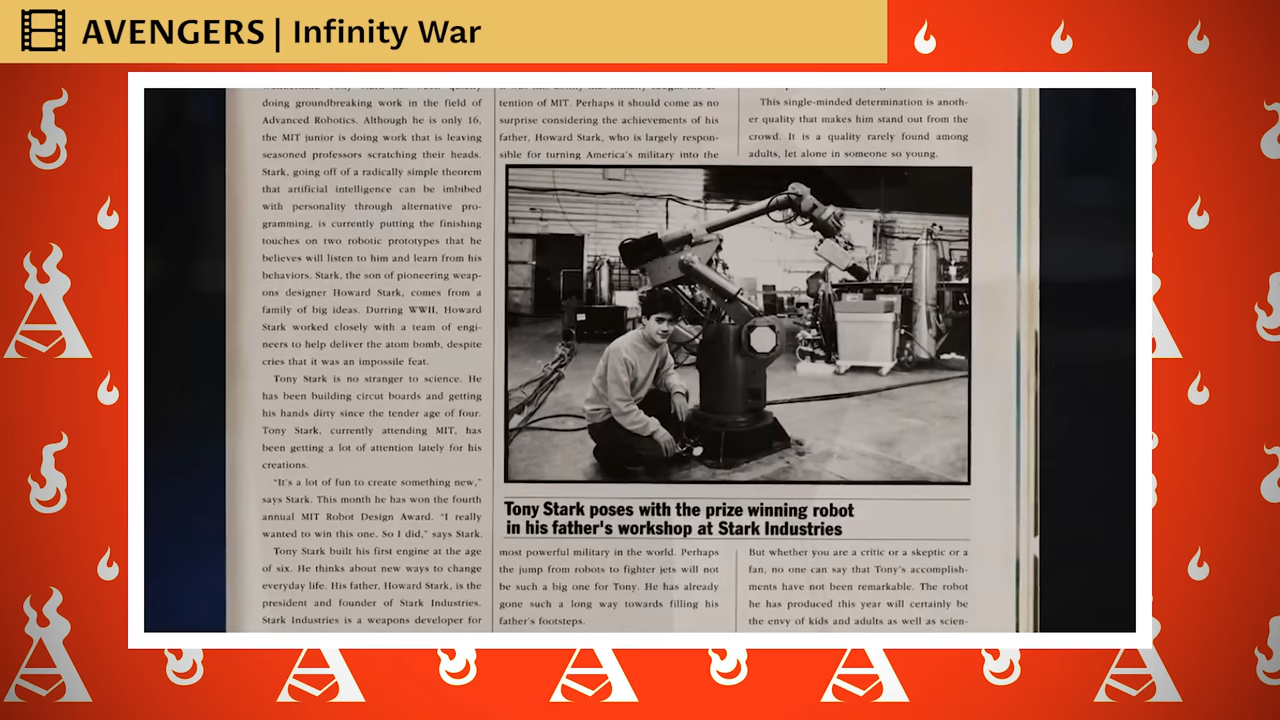 AVENGERS | Infinity War
doing groundbreaking work in the field of
Advanced Robotics. Although he is only 16,
the MIT junior is doing work that is leaving
seasoned professors scratching their heads.
Stark, going off of a radically simple theorem
that artificial intelligence can be imbibed
with personality through alternative pro-
gramming, is currently putting the finishing
touches on two robotic prototypes that he
believes will listen to him and learn from his
behaviors. Stark, the son of pioneering weap-
ons designer Howard Stark, comes from a
family of big ideas. Durring WWII, Howard
Stark worked closely with a team of engi-
neers to help deliver the atom bomb, despite
cries that it was an impossile feat.
Tony Stark is no stranger to science. He
has been building circut boards and getting
his hands dirty since the tender age of four.
Tony Stark, currently attending MIT, has
been getting a lot of attention lately for his
creations.
"It's a lot of fun to create something new,"
says Stark. This month he has won the fourth
annual MIT Robot Design Award. "I really
wanted to win this one. So I did," says Stark.
Tony Stark built his first engine at the age
of six. He thinks about new ways to change
everyday life. His father, Howard Stark, is the
president and founder of Stark Industries.
Stark Industries is a weapons developer for
tention of MIT. Perhaps it should come as no
surprise considering the achievements of his
father, Howard Stark, who is largely respon-
sible for turning America's military into the
This single-minded determination is anoth-
er quality that makes him stand out from the
crowd. It is a quality rarely found among
adults, let alone in someone so young.
Tony Stark poses with the prize winning robot
in his father's workshop at Stark Industries
most powerful military in the world. Perhaps
the jump from robots to fighter jets will not
be such a big one for Tony. He has already
gone such a long way towards filling his
father's footsteps.
But whether you are a critic or a skeptic or a
fan, no one can say that Tony's accomplish-
ments have not been remarkable. The robot
he has produced this year will certainly be
the envy of kids and adults as well as scien-